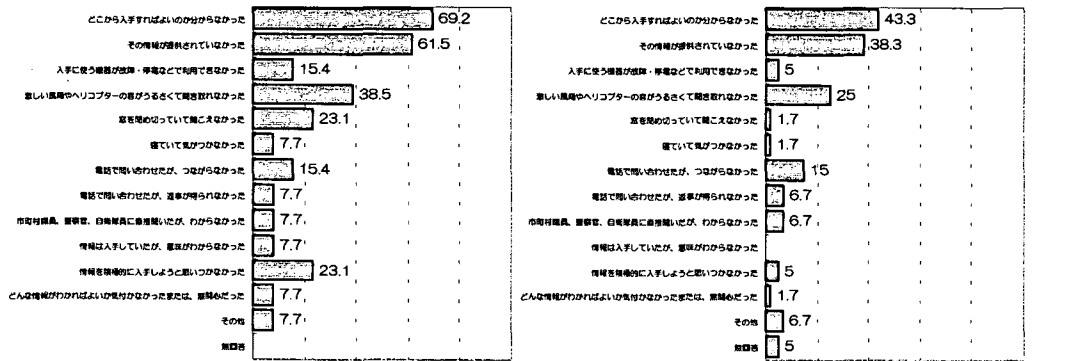 どこから入手すればよいのか分からなかった 69.2
その情報が提供されていなかった 61.5
入手に使う機器が故障・停電などで利用できなかった 15.4
激しい風雨やヘリコプターの音がうるさくて聞き取れなかった 38.5
窓を閉め切っていて聞こえなかった 23.1
寝ていて気がつかなかった 7.7
電話で問い合わせたが、つながらなかった 15.4
電話で問い合わせたが、返事が得られなかった 7.7
市町村職員、警察官、自衛隊員に直接聞いたが、わからなかった 7.7
情報は入手していたが、意味がわからなかった 7.7
情報を積極的に入手しようと思いつかなかった 23.1
どんな情報がわかればよいか気付かなかったまたは、無関心だった 7.7
その他 7.7
無回答
どこから入手すればよいのか分からなかった 43.3
その情報が提供されていなかった 38.3
入手に使う機器が故障・停電などで利用できなかった 5
激しい風雨やヘリコプターの音がうるさくて聞き取れなかった 25
窓を閉め切っていて聞こえなかった 1.7
寝ていて気がつかなかった 1.7
電話で問い合わせたが、つながらなかった 15
電話で問い合わせたが、返事が得られなかった 6.7
市町村職員、警察官、自衛隊員に直接聞いたが、わからなかった 6.7
情報は入手していたが、意味がわからなかった
情報を積極的に入手しようと思いつかなかった 5
どんな情報がわかればよいか気付かなかったまたは、無関心だった 1.7
その他 6.7
無回答 5